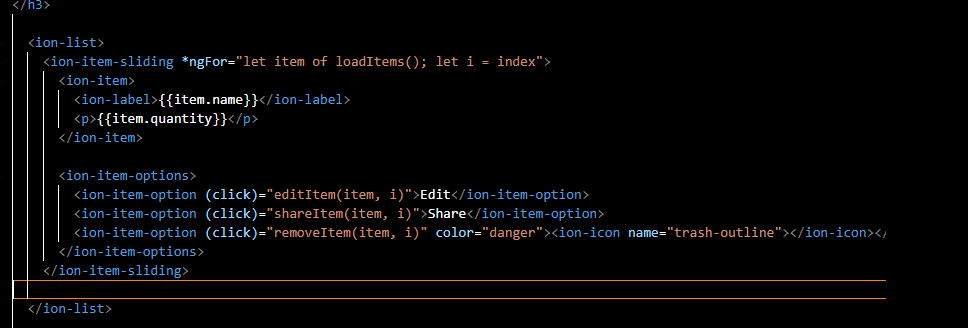 </h3>
<ion-list>
<ion-item-sliding *ngFor="let item of loadItems(); let i = index">
<ion-item>
<ion-label>{{item.name}}</ion-label>
<p>{{item.quantity}}</p>
</ion-item>
<ion-item-options>
<ion-item-option (click)="editItem(item, i)">Edit</ion-item-option>
<ion-item-option (click)="shareItem(item, i)">Share</ion-item-option>
<ion-item-option (click)="removeItem(item, i)" color="danger"><ion-icon name="trash-outline"></ion-icon></
</ion-item-options>
</ion-item-sliding>
</ion-list>